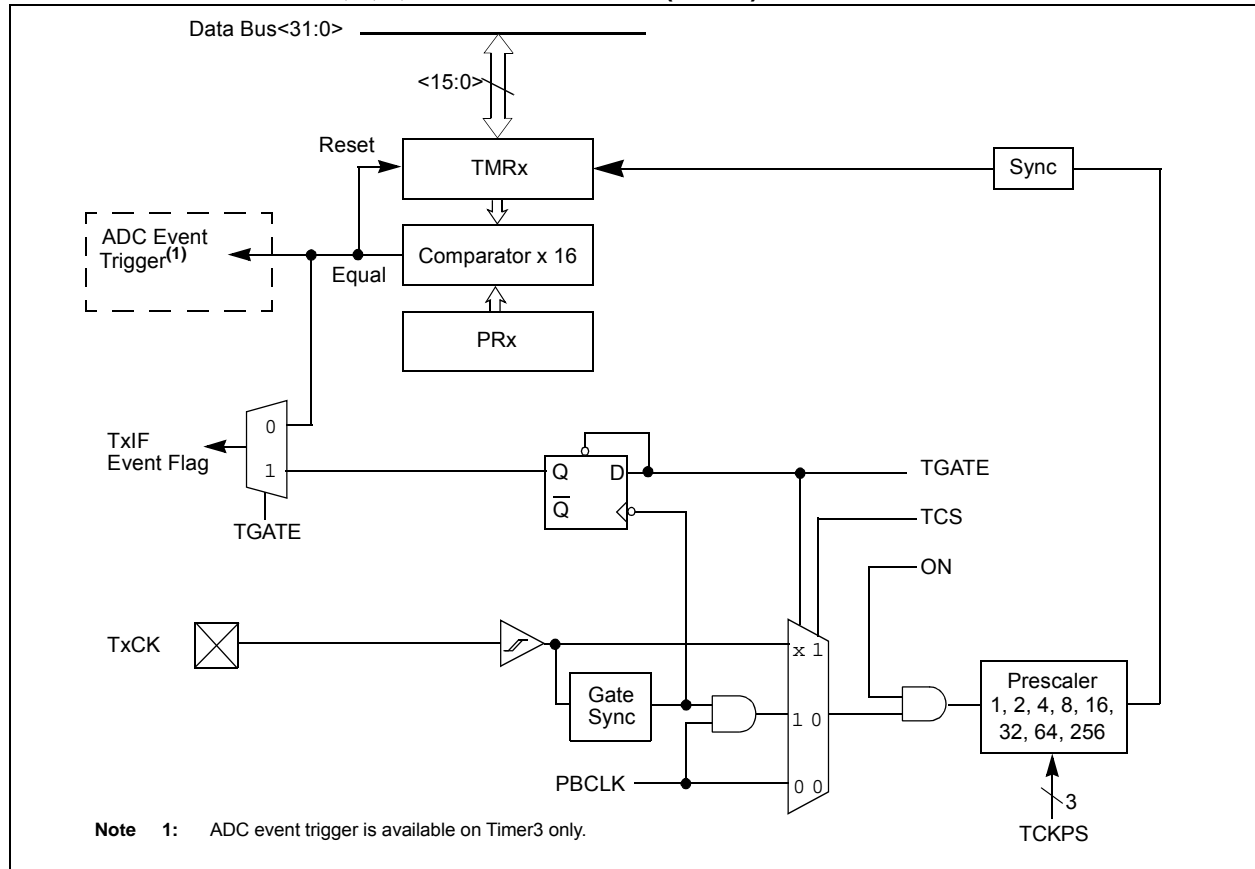 Data Bus<31:0>
<15:0>
Reset
TMRx
Sync
ADC Event
Trigger(1)
Equal
Comparator x 16
PRx
0
1
TxIF
Event Flag
TGATE
Q
D
Q
TGATE
TCS
ON
TxCK
x 1
Gate
Sync
1 0
Prescaler
1, 2, 4, 8, 16,
32, 64, 256
PBCLK
0 0
3
TCKPS
Note 1: ADC event trigger is available on Timer3 only.